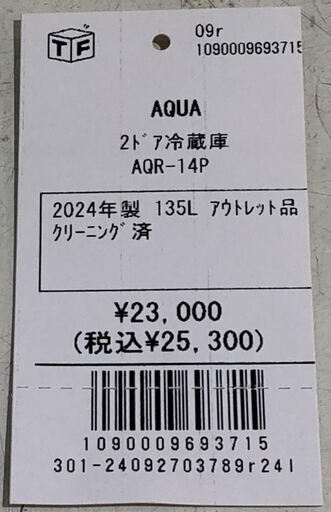 TF
09r
1090009693715
AQUA
2ﾄﾞｱ冷蔵庫
AQR-14P
2024年製 135L ｱｳﾄﾚｯﾄ品
ｸﾘｰﾆﾝｸﾞ済
¥23,000
(税込¥25,300)
1090009693715
301-24092703789r24l